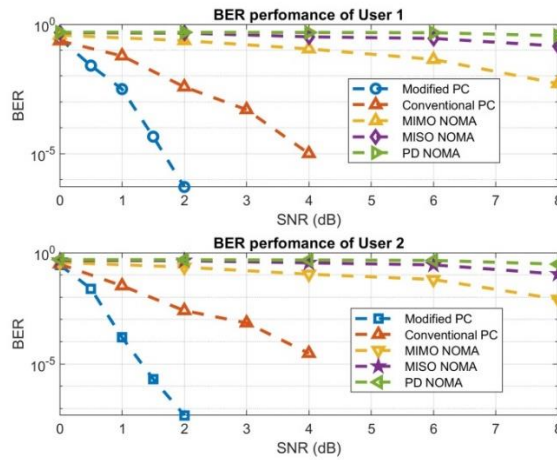 BER perfomance of User 1
10^0
10^-5
BER
Modified PC
Conventional PC
MIMO NOMA
MISO NOMA
PD NOMA
0 1 2 3 4 5 6 7 8
SNR (dB)
BER perfomance of User 2
10^0
10^-5
BER
Modified PC
Conventional PC
MIMO NOMA
MISO NOMA
PD NOMA
0 1 2 3 4 5 6 7 8
SNR (dB)